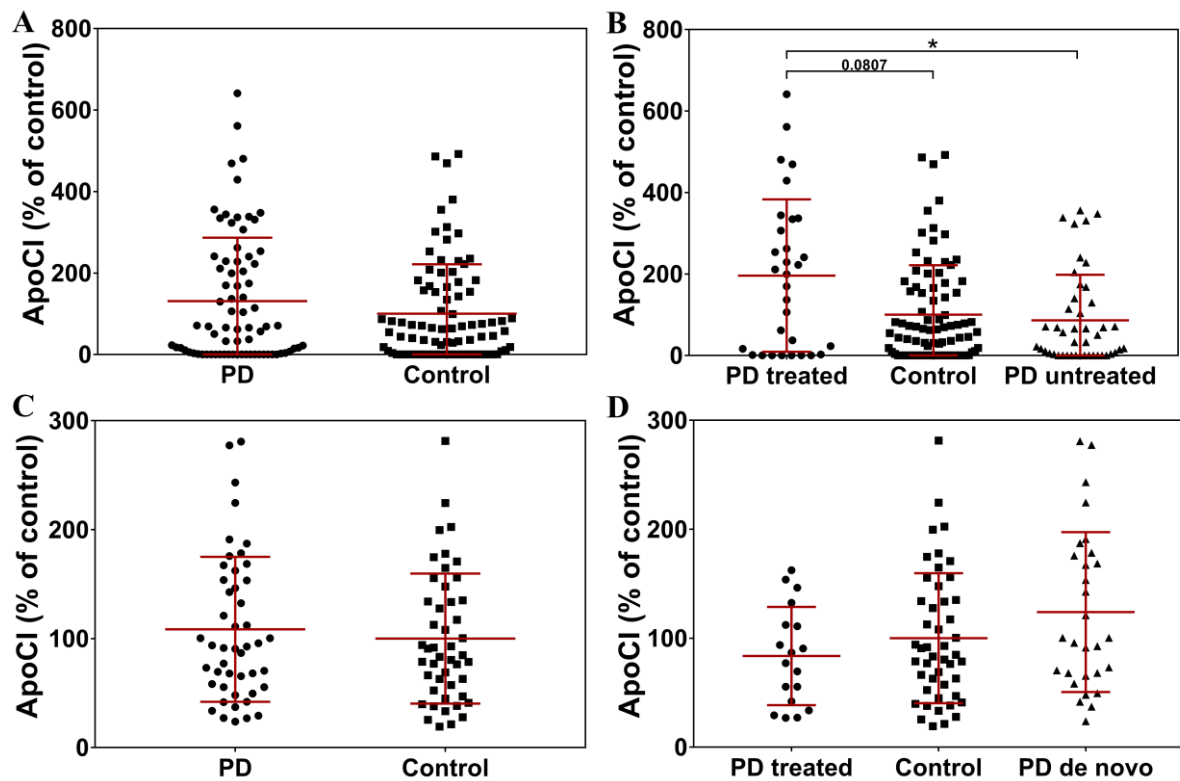 A
ApoCI (% of control)
800
600
400
200
0
PD Control
B
ApoCI (% of control)
800
600
400
200
0
*
0.0807
PD treated Control PD untreated
C
ApoCI (% of control)
300
200
100
0
PD Control
D
ApoCI (% of control)
300
200
100
0
PD treated Control PD de novo